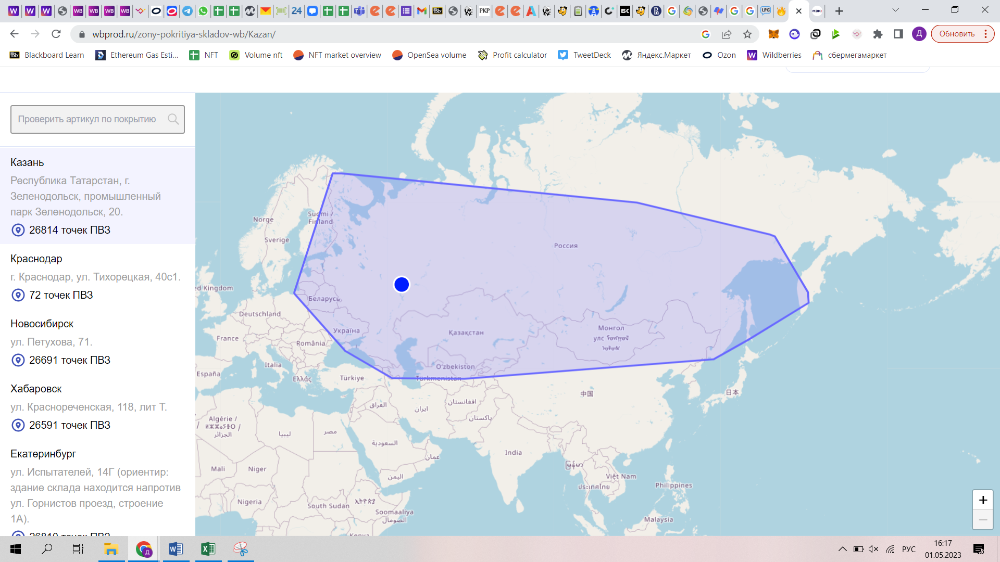 wbprod.ru/zony-pokritiya-skladov-wb/Kazan/
Д
Обновить
Blackboard Learn
Ethereum Gas Esti...
NFT
Volume nft
NFT market overview
OpenSea volume
Profit calculator
TweetDeck
Яндекс.Маркет
Ozon
Wildberries
сбермегамаркет
Проверить артикул по покрытию
Казань
Республика Татарстан, г.
Зеленодольск, промышленный
парк Зеленодольск, 20.
26814 точек ПВЗ
Краснодар
г. Краснодар, ул. Тихорецкая, 40с1.
72 точек ПВЗ
Новосибирск
ул. Петухова, 71.
26691 точек ПВЗ
Хабаровск
ул. Краснореченская, 118, лит Т.
26591 точек ПВЗ
Екатеринбург
ул. Испытателей, 14Г (ориентир:
здание склада находится напротив
ул. Горнистов проезд, строение
1А).
26810 точек ПВЗ
Norge
Suomi /
Finland
Sverige
Россия
ed Kingdom
Беларусь
Deutschland
Україна
Қазақстан
Монгол
улс
France
România
Italia
O'zbekiston
España
Ελλάς
Türkiye
Türkmenistan
中国
日本
العراق
ایران
افغانستان
پاکستان
Algérie /
ⵍⵣⵣⴰⵢⴻⵔ /
الجزائر
ليبيا
مصر
السعودية
عمان
India
Mali
Niger
اليمن
Việt Nam
ประเทศไทย
Philippines
Nigeria
South Sudan
ኢትዮጵያ
Soomaaliya
الصومال
Malaysia
Kenya
+
−
РУС
16:17
01.05.2023